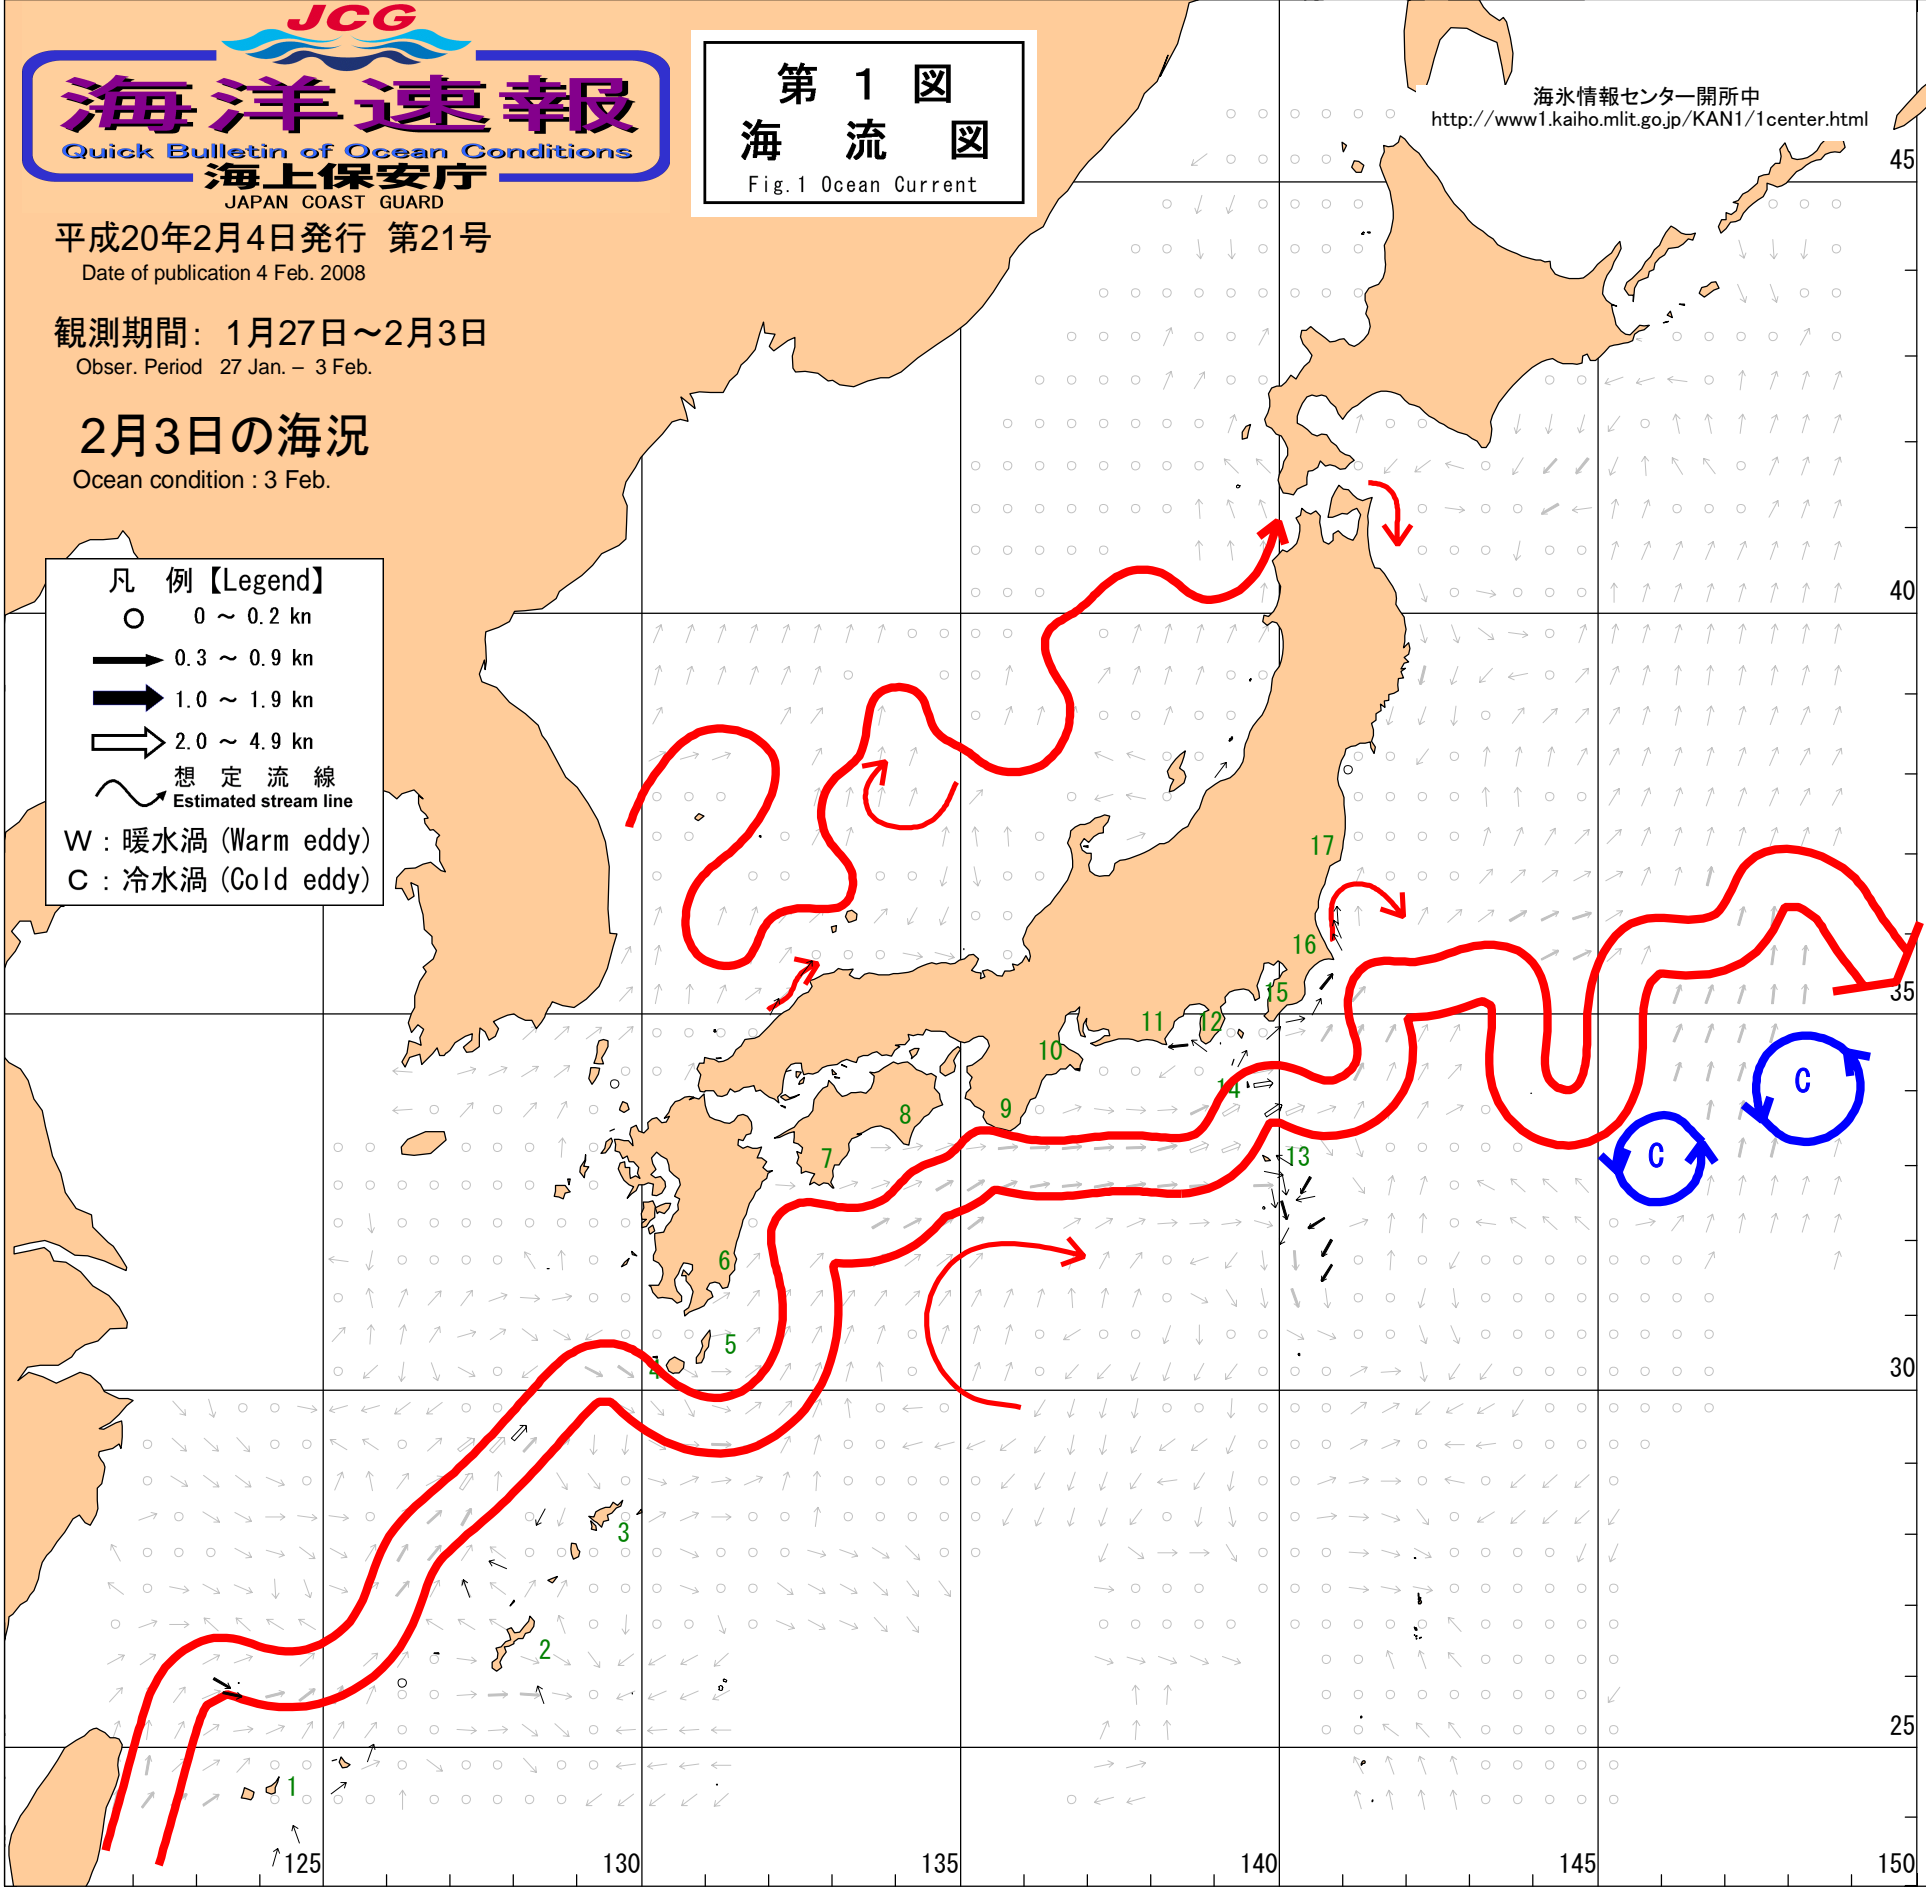 JCG
海洋速報
Quick Bulletin of Ocean Conditions
海上保安庁
JAPAN COAST GUARD
平成20年2月4日発行 第21号
Date of publication 4 Feb. 2008
観測期間: 1月27日～2月3日
Obser. Period 27 Jan. – 3 Feb.
2月3日の海況
Ocean condition : 3 Feb.
第 1 図
海 流 図
Fig.1 Ocean Current
海氷情報センター開所中
http://www1.kaiho.mlit.go.jp/KAN1/1center.html
凡 例【Legend】
0 ～ 0.2 kn
0.3 ～ 0.9 kn
1.0 ～ 1.9 kn
2.0 ～ 4.9 kn
想 定 流 線
Estimated stream line
W : 暖水渦 (Warm eddy)
C : 冷水渦 (Cold eddy)
45
40
35
30
25
17
16
15
11
12
10
14
9
8
7
13
6
5
4
3
2
1
C
C
125
130
135
140
145
150